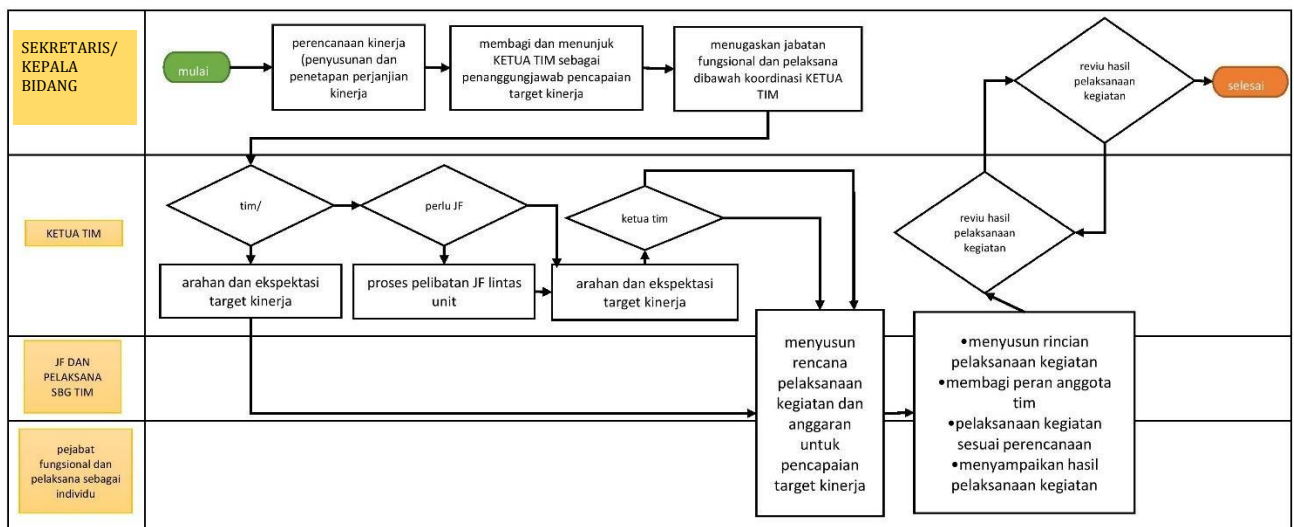 SEKRETARIS/
KEPALA
BIDANG
mulai
perencanaan kinerja
(penyusunan dan
penetapan perjanjian
kinerja
membagi dan menunjuk
KETUA TIM sebagai
penanggungjawab pencapaian
target kinerja
menugaskan jabatan
fungsional dan pelaksana
dibawah koordinasi KETUA
TIM
reviu hasil
pelaksanaan
kegiatan
selesai
KETUA TIM
tim/
perlu JF
ketua tim
reviu hasil
pelaksanaan
kegiatan
arahan dan ekspektasi
target kinerja
proses pelibatan JF lintas
unit
arahan dan ekspektasi
target kinerja
JF DAN
PELAKSANA
SBG TIM
pejabat
fungsional dan
pelaksana sebagai
individu
menyusun
rencana
pelaksanaan
kegiatan dan
anggaran
untuk
pencapaian
target kinerja
•menyusun rincian
pelaksanaan kegiatan
•membagi peran anggota
tim
•pelaksanaan kegiatan
sesuai perencanaan
•menyampaikan hasil
pelaksanaan kegiatan